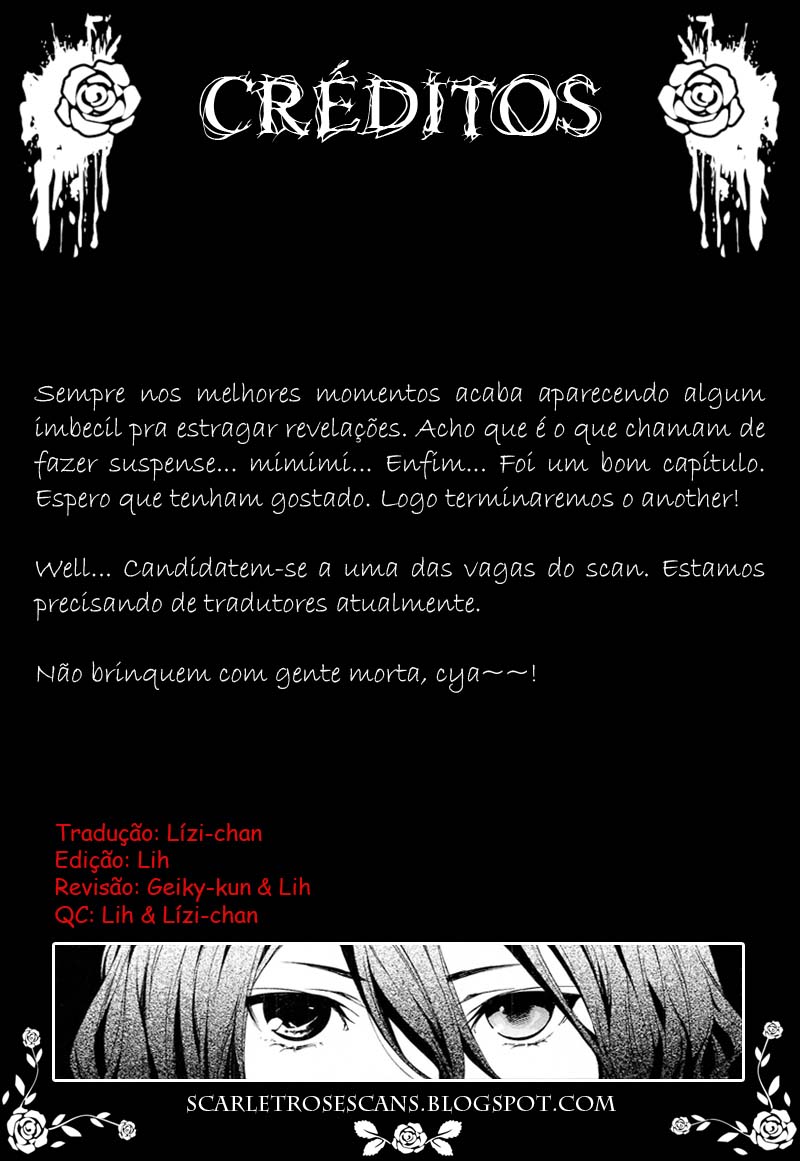 CRÉDITOS
Sempre nos melhores momentos acaba aparecendo algum
imbecil pra estragar revelações. Acho que é o que chamam de
fazer suspense... mimimi... Enfim... Foi um bom capítulo.
Espero que tenham gostado. Logo terminaremos o another!
Well... Candidatem-se a uma das vagas do scan. Estamos
precisando de tradutores atualmente.
Não brinquem com gente morta, cya~~!
Tradução: Lízi-chan
Edição: Lih
Revisão: Geiky-kun & Lih
QC: Lih & Lízi-chan
SCARLETROSESCANS.BLOGSPOT.COM